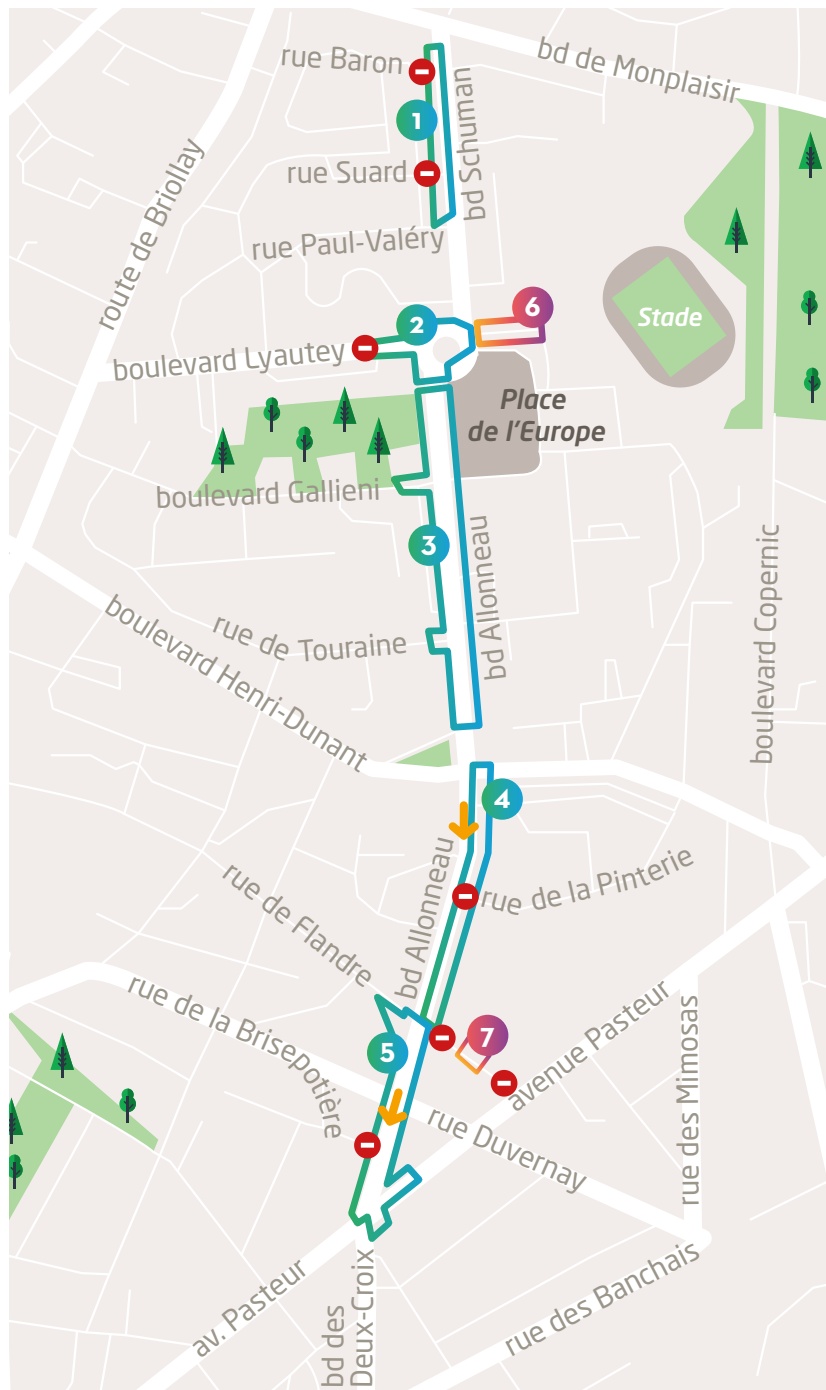 bd de Monplaisir
rue Baron
1
bd Schuman
rue Suard
route de Briollay
rue Paul-Valéry
6
2
Stade
boulevard Lyautey
Place
de l'Europe
boulevard Gallieni
3
bd Allonneau
boulevard Copernic
rue de Touraine
boulevard Henri-Dunant
4
bd Allonneau
rue de la Pinterie
rue de Flandre
rue de la Brisepotière
7
5
avenue Pasteur
rue des Mimosas
rue Duvernay
av. Pasteur
bd des
Deux-Croix
rue des Banchais